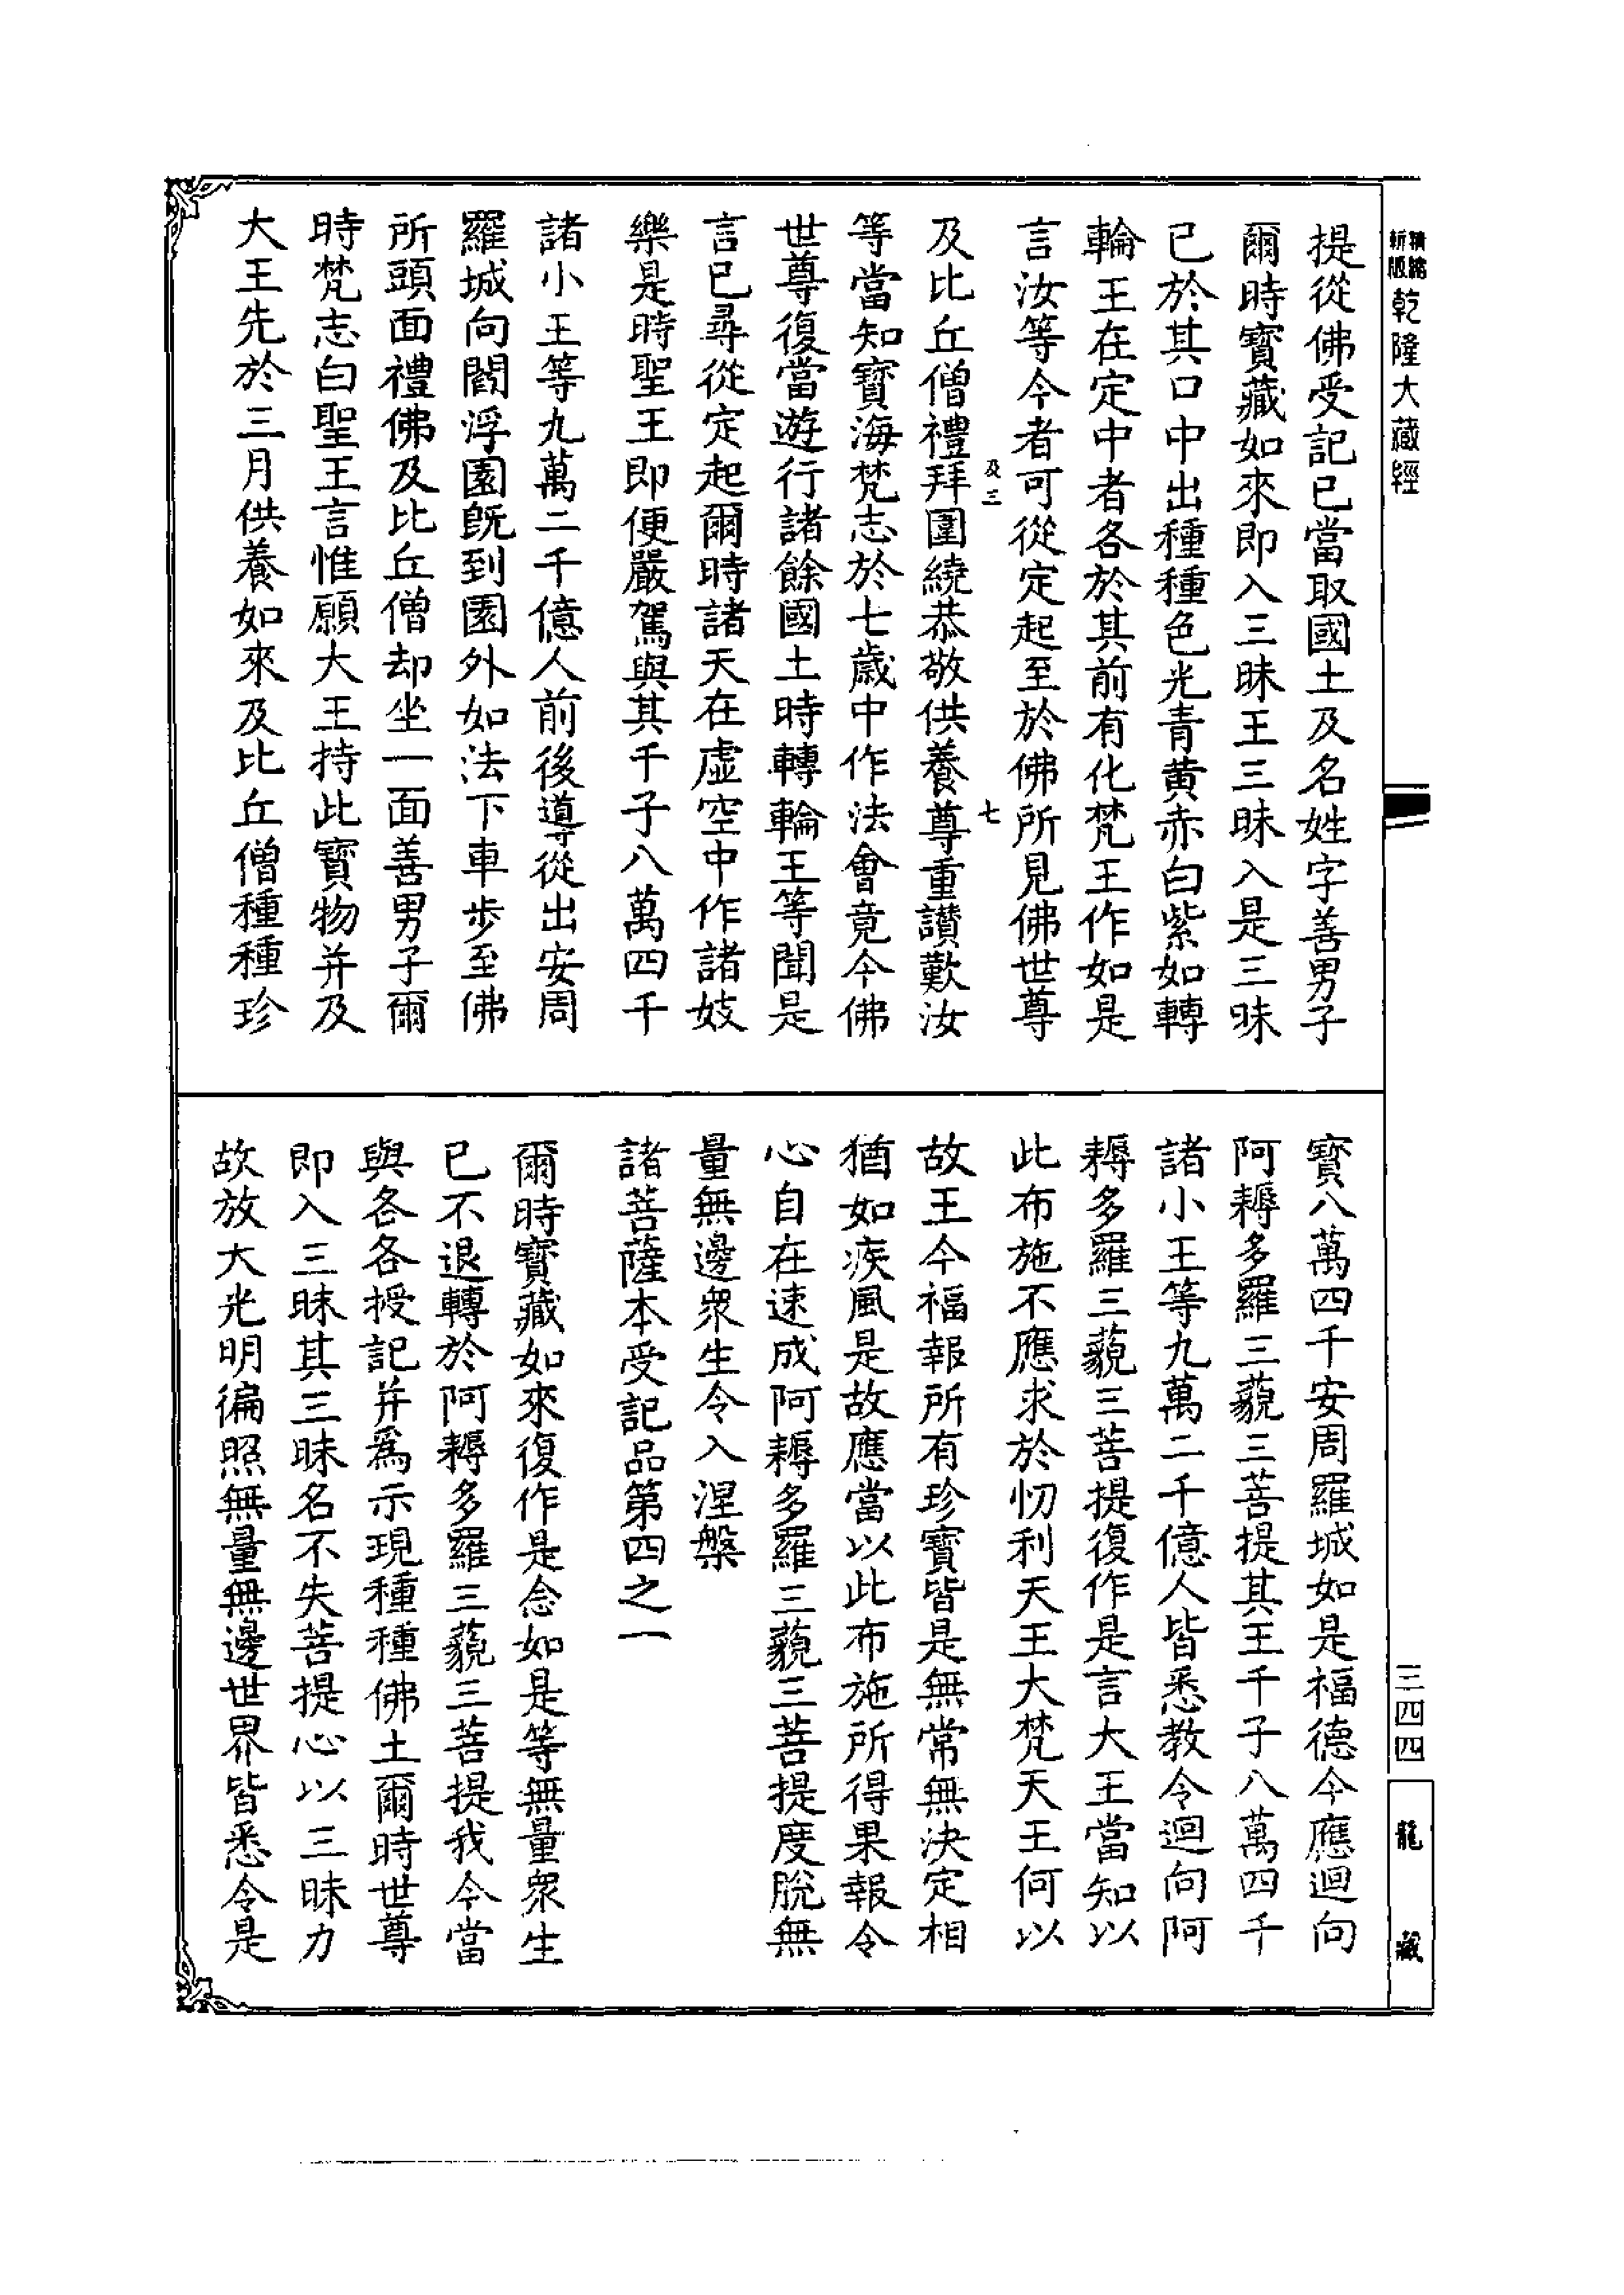 精縮新版乾隆大藏經
提從佛受記已當取國土及名姓字善男子
爾時寶藏如來即入三昧王三昧入是三昧
已於其口中出種種色光青黃赤白紫如轉
輪王在定中者各於其前有化梵王作如是
言汝等今者可從定起至於佛所見佛世尊
及三 七
及比丘僧禮拜圍繞恭敬供養尊重讚歎汝
等當知寶海梵志於七歲中作法會竟今佛
世尊復當遊行諸餘國土時轉輪王等聞是
言已尋從定起爾時諸天在虛空中作諸妓
樂是時聖王即便嚴駕與其千子八萬四千
諸小王等九萬二千億人前後導從出安周
羅城向閻浮園既到園外如法下車步至佛
所頭面禮佛及比丘僧却坐一面善男子爾
時梵志白聖王言惟願大王持此寶物并及
大王先於三月供養如來及比丘僧種種珍
寶八萬四千安周羅城如是福德今應迴向
阿耨多羅三藐三菩提其王千子八萬四千
諸小王等九萬二千億人皆悉教令迴向阿
耨多羅三藐三菩提復作是言大王當知以
此布施不應求於忉利天王大梵天王何以
故王今福報所有珍寶皆是無常無決定相
猶如疾風是故應當以此布施所得果報令
心自在速成阿耨多羅三藐三菩提度脫無
量無邊眾生令入涅槃
諸菩薩本受記品第四之一
爾時寶藏如來復作是念如是等無量眾生
已不退轉於阿耨多羅三藐三菩提我今當
與各各授記并為示現種種佛土爾時世尊
即入三昧其三昧名不失菩提心以三昧力
故放大光明徧照無量無邊世界皆悉令是
三四四
龍藏